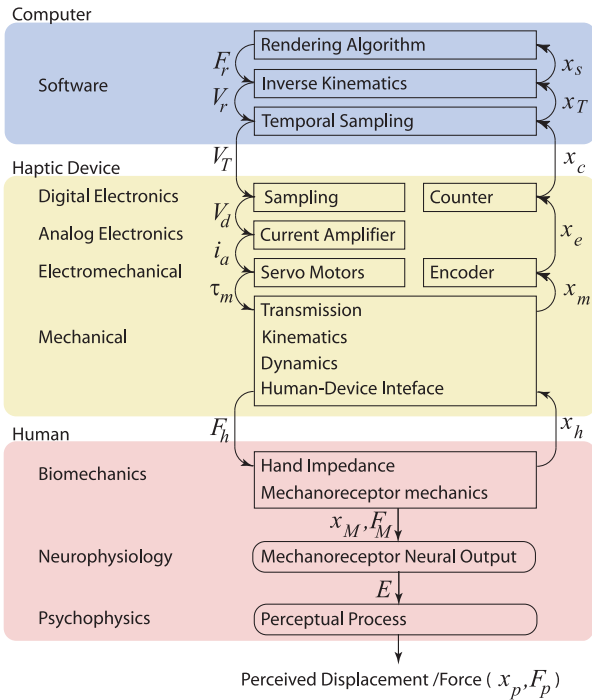 Computer
Rendering Algorithm
F_r
x_s
Software
Inverse Kinematics
V_r
x_T
Temporal Sampling
V_T
x_c
Haptic Device
Digital Electronics
Sampling
Counter
V_d
x_e
Analog Electronics
Current Amplifier
i_a
Electromechanical
Servo Motors
Encoder
τ_m
x_m
Transmission
Mechanical
Kinematics
Dynamics
Human-Device Inteface
F_h
x_h
Human
Biomechanics
Hand Impedance
Mechanoreceptor mechanics
x_M, F_M
Neurophysiology
Mechanoreceptor Neural Output
E
Psychophysics
Perceptual Process
Perceived Displacement /Force ( x_p, F_p )